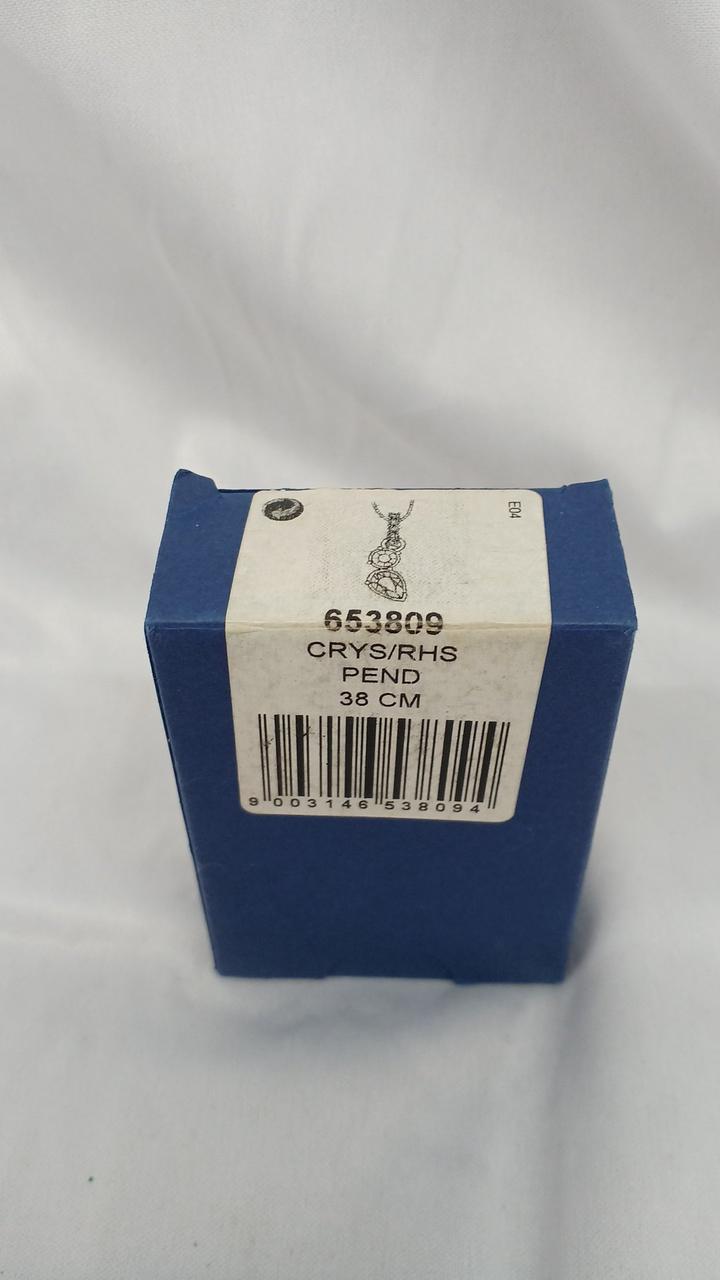 E04
653809
CRYS/RHS
PEND
38 CM
9 003146 538094